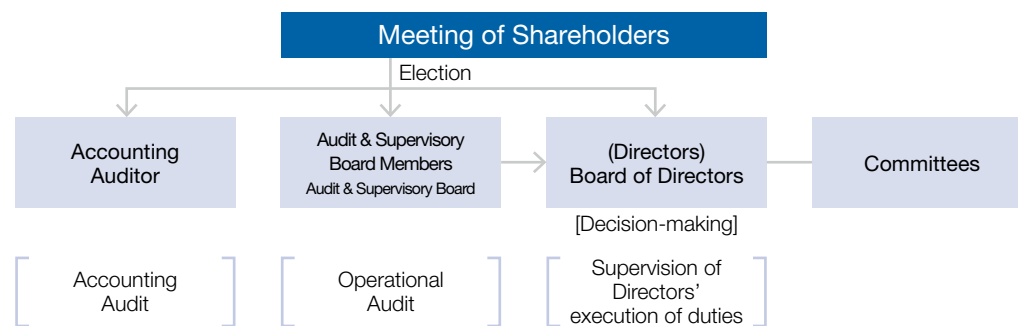 Meeting of Shareholders
Election
Accounting
Auditor
Audit & Supervisory
Board Members
Audit & Supervisory Board
(Directors)
Board of Directors
Committees
[Decision-making]
Accounting
Audit
Operational
Audit
Supervision of
Directors’
execution of duties